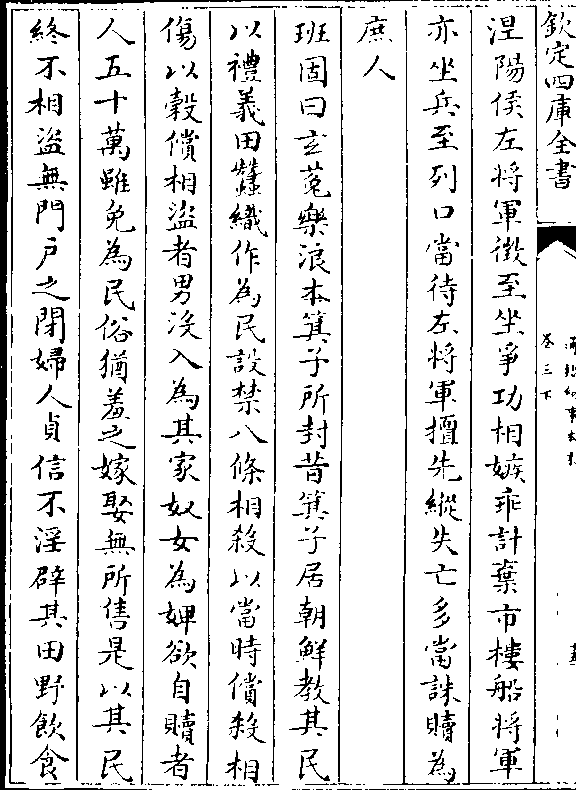 欽定四庫全書
卷三下
涅陽侯左將軍徴至坐爭功相嫉乖計棄市樓船將軍
亦坐兵至列口當待左將軍擅先縱失亡多當誅贖為
庶人
班固曰玄菟樂浪本箕子所封昔箕子居朝鮮教其民
以禮義田蠶織作為民設禁八條相殺以當時償殺相
傷以穀償相盜者男没入為其家奴女為婢欲自贖者
人五十萬雖免為民俗猶羞之嫁娶無所售是以其民
終不相盜無門戸之閉婦人貞信不淫辟其田野飲食